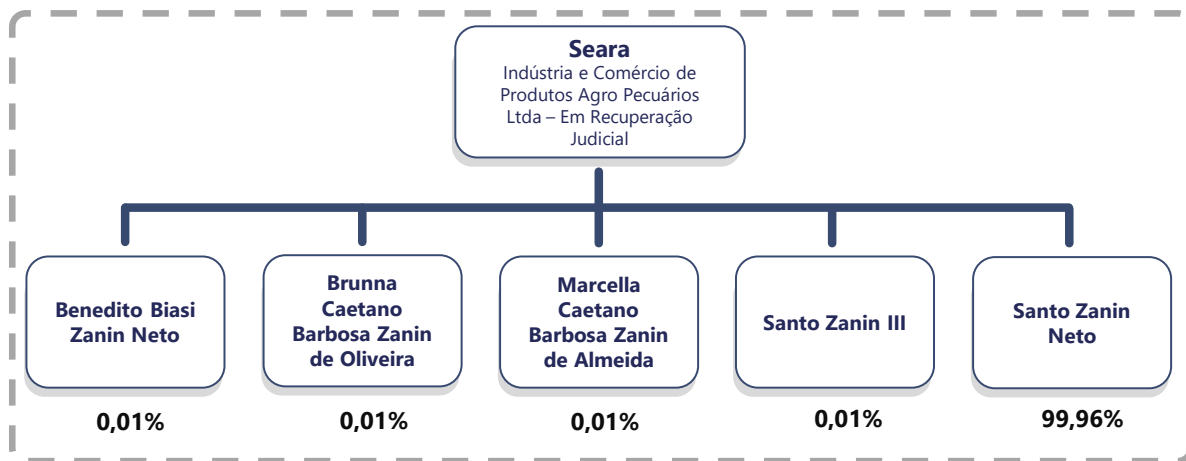 Seara
Indústria e Comércio de
Produtos Agro Pecuários
Ltda – Em Recuperação
Judicial
Benedito Biasi
Zanin Neto
Brunna
Caetano
Barbosa Zanin
de Oliveira
Marcella
Caetano
Barbosa Zanin
de Almeida
Santo Zanin III
Santo Zanin
Neto
0,01%
0,01%
0,01%
0,01%
99,96%